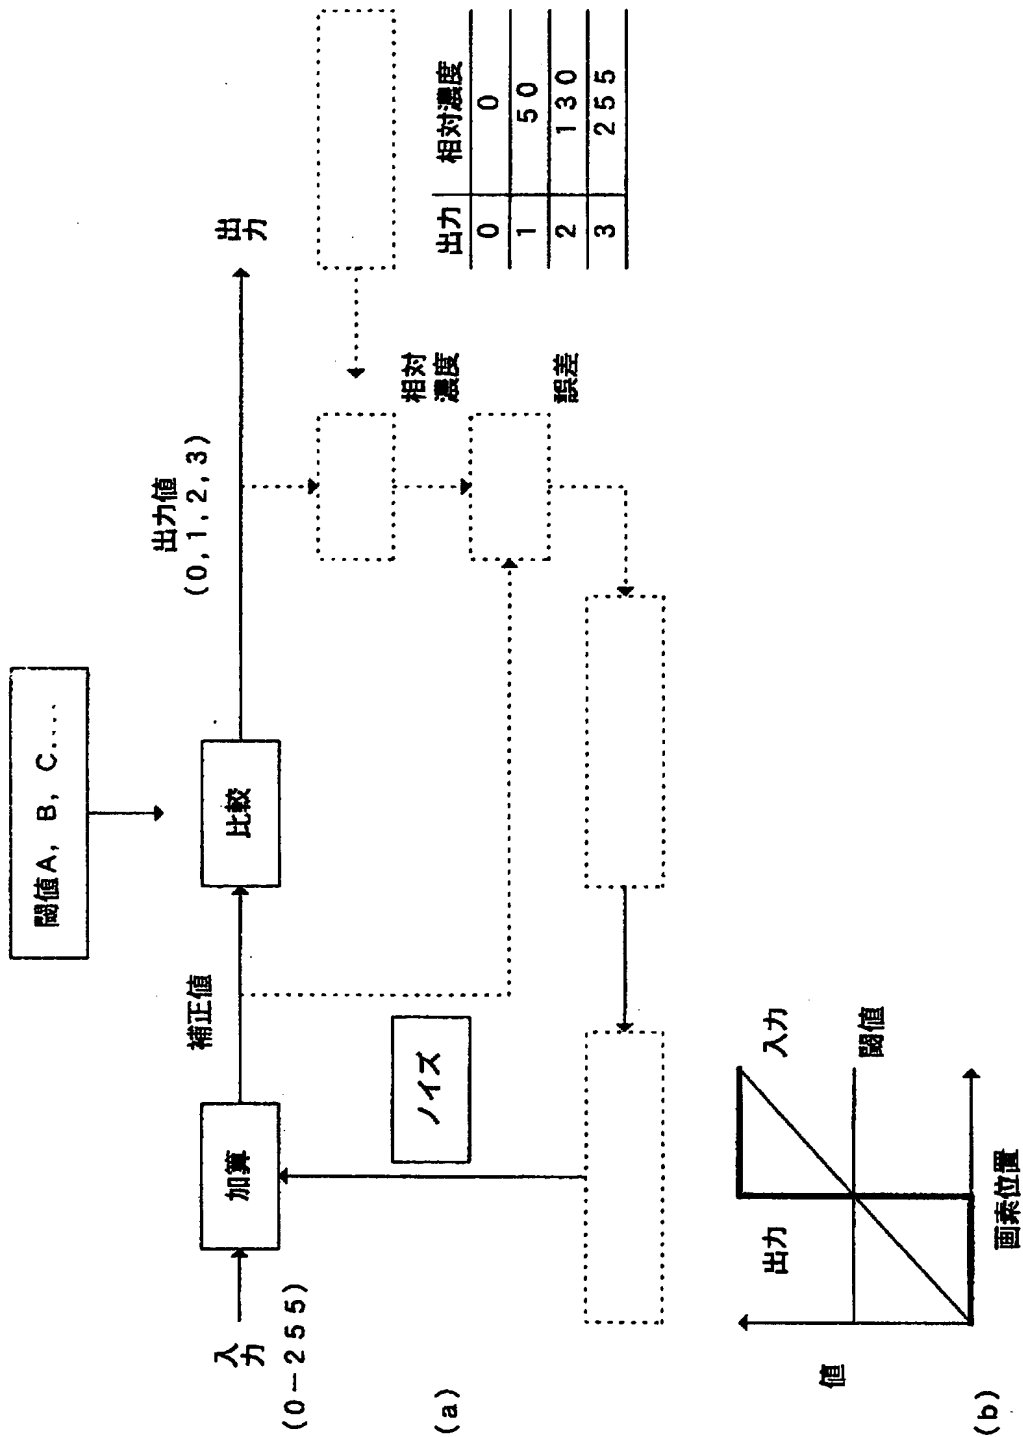 閾値A, B, C....
入力
(0−255)
加算
補正値
比較
出力値
(0, 1, 2, 3)
出力
ノイズ
相対
濃度
誤差
出力 相対濃度
0 0
1 50
2 130
3 255
(a)
値
出力
入力
閾値
画素位置
(b)